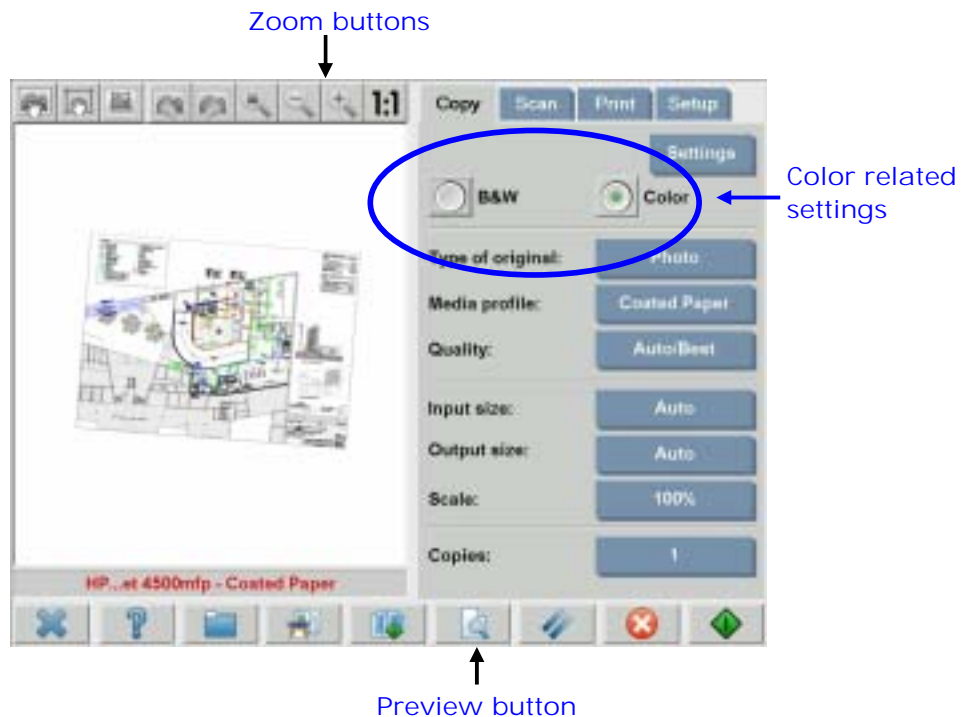 Zoom buttons
1:1
Copy Scan Print Setup
Settings
B&W Color
Color related
settings
Type of original: Photo
Media profile: Coated Paper
Quality: Auto/Best
Input size: Auto
Output size: Auto
Scale: 100%
Copies: 1
HP...et 4500mfp - Coated Paper
Preview button